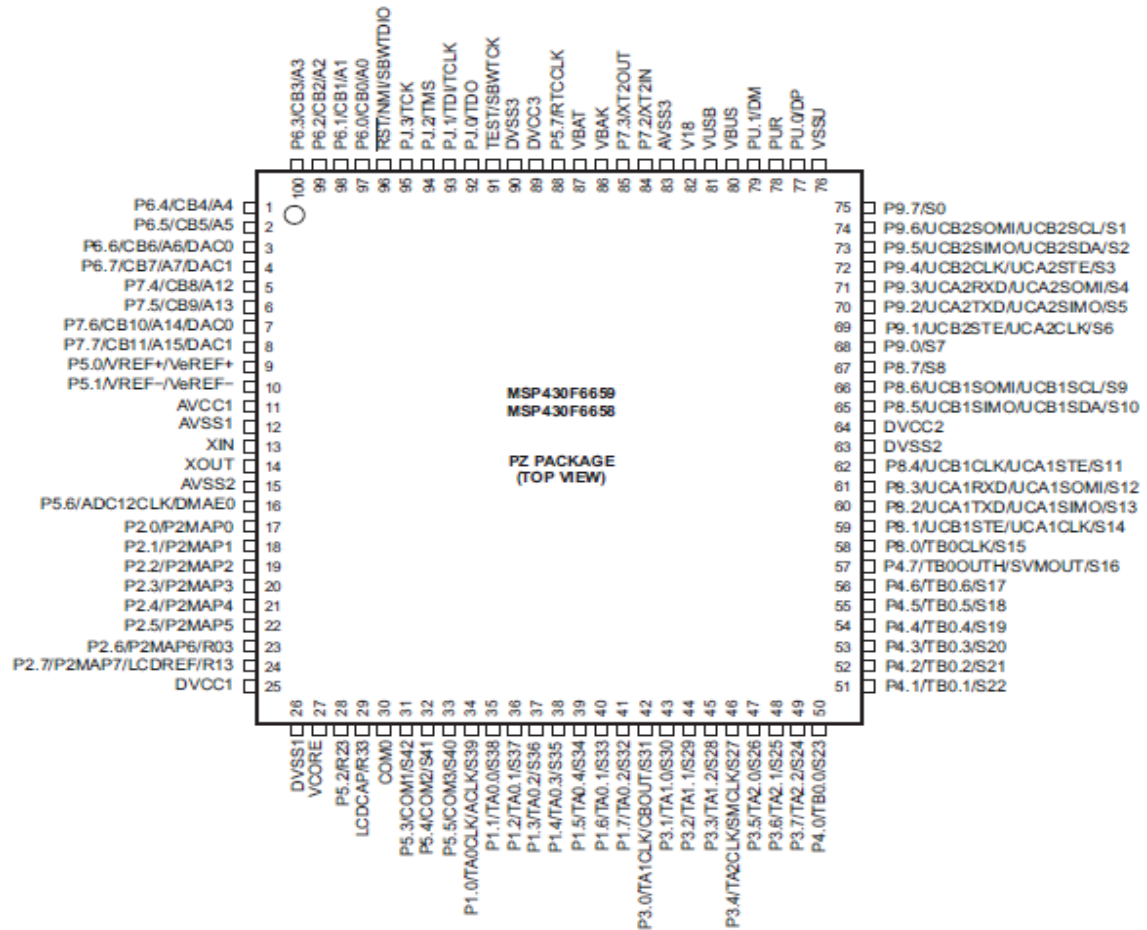 P6.3/CB3/A3
P6.2/CB2/A2
P6.1/CB1/A1
P6.0/CB0/A0
RST/NMI/SBWTDIO
PJ.3/TCK
PJ.2/TMS
PJ.1/TDI/TCLK
PJ.0/TDO
TEST/SBWTCK
DVSS3
DVCC3
P5.7/RTCCLK
VBAT
VBAK
P7.3/XT2OUT
P7.2/XT2IN
AVSS3
V18
VUSB
VBUS
PU.1/DM
PUR
PU.0/DP
VSSU
100 99 98 97 96 95 94 93 92 91 90 89 88 87 86 85 84 83 82 81 80 79 78 77 76
P6.4/CB4/A4 1
P6.5/CB5/A5 2
P6.6/CB6/A6/DAC0 3
P6.7/CB7/A7/DAC1 4
P7.4/CB8/A12 5
P7.5/CB9/A13 6
P7.6/CB10/A14/DAC0 7
P7.7/CB11/A15/DAC1 8
P5.0/VREF+/VeREF+ 9
P5.1/VREF−/VeREF− 10
AVCC1 11
AVSS1 12
XIN 13
XOUT 14
AVSS2 15
P5.6/ADC12CLK/DMAE0 16
P2.0/P2MAP0 17
P2.1/P2MAP1 18
P2.2/P2MAP2 19
P2.3/P2MAP3 20
P2.4/P2MAP4 21
P2.5/P2MAP5 22
P2.6/P2MAP6/R03 23
P2.7/P2MAP7/LCDREF/R13 24
DVCC1 25
MSP430F6659
MSP430F6658
PZ PACKAGE
(TOP VIEW)
75 P9.7/S0
74 P9.6/UCB2SOMI/UCB2SCL/S1
73 P9.5/UCB2SIMO/UCB2SDA/S2
72 P9.4/UCB2CLK/UCA2STE/S3
71 P9.3/UCA2RXD/UCA2SOMI/S4
70 P9.2/UCA2TXD/UCA2SIMO/S5
69 P9.1/UCB2STE/UCA2CLK/S6
68 P9.0/S7
67 P8.7/S8
66 P8.6/UCB1SOMI/UCB1SCL/S9
65 P8.5/UCB1SIMO/UCB1SDA/S10
64 DVCC2
63 DVSS2
62 P8.4/UCB1CLK/UCA1STE/S11
61 P8.3/UCA1RXD/UCA1SOMI/S12
60 P8.2/UCA1TXD/UCA1SIMO/S13
59 P8.1/UCB1STE/UCA1CLK/S14
58 P8.0/TB0CLK/S15
57 P4.7/TB0OUTH/SVMOUT/S16
56 P4.6/TB0.6/S17
55 P4.5/TB0.5/S18
54 P4.4/TB0.4/S19
53 P4.3/TB0.3/S20
52 P4.2/TB0.2/S21
51 P4.1/TB0.1/S22
26 27 28 29 30 31 32 33 34 35 36 37 38 39 40 41 42 43 44 45 46 47 48 49 50
DVSS1
VCORE
P5.2/R23
LCDCAP/R33
COM0
P5.3/COM1/S42
P5.4/COM2/S41
P5.5/COM3/S40
P1.0/TA0CLK/ACLK/S39
P1.1/TA0.0/S38
P1.2/TA0.1/S37
P1.3/TA0.2/S36
P1.4/TA0.3/S35
P1.5/TA0.4/S34
P1.6/TA0.1/S33
P1.7/TA0.2/S32
P3.0/TA1CLK/CBOUT/S31
P3.1/TA1.0/S30
P3.2/TA1.1/S29
P3.3/TA1.2/S28
P3.4/TA2CLK/SMCLK/S27
P3.5/TA2.0/S26
P3.6/TA2.1/S25
P3.7/TA2.2/S24
P4.0/TB0.0/S23